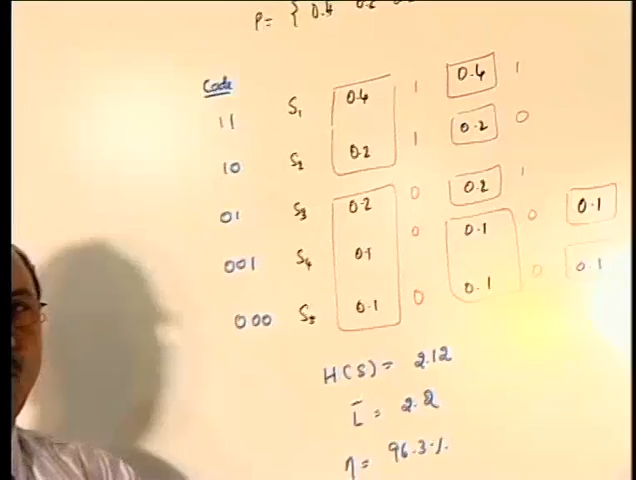 P = { 0.4 0.2
Code
11 S1 0.4 1 0.4 1
10 S2 0.2 1 0.2 0
01 S3 0.2 0 0.2 1
001 S4 0.1 0 0.1 0 0.1
000 S5 0.1 0 0.1 0 0.1
H(S) = 2.12
L̄ = 2.2
η = 96.3%